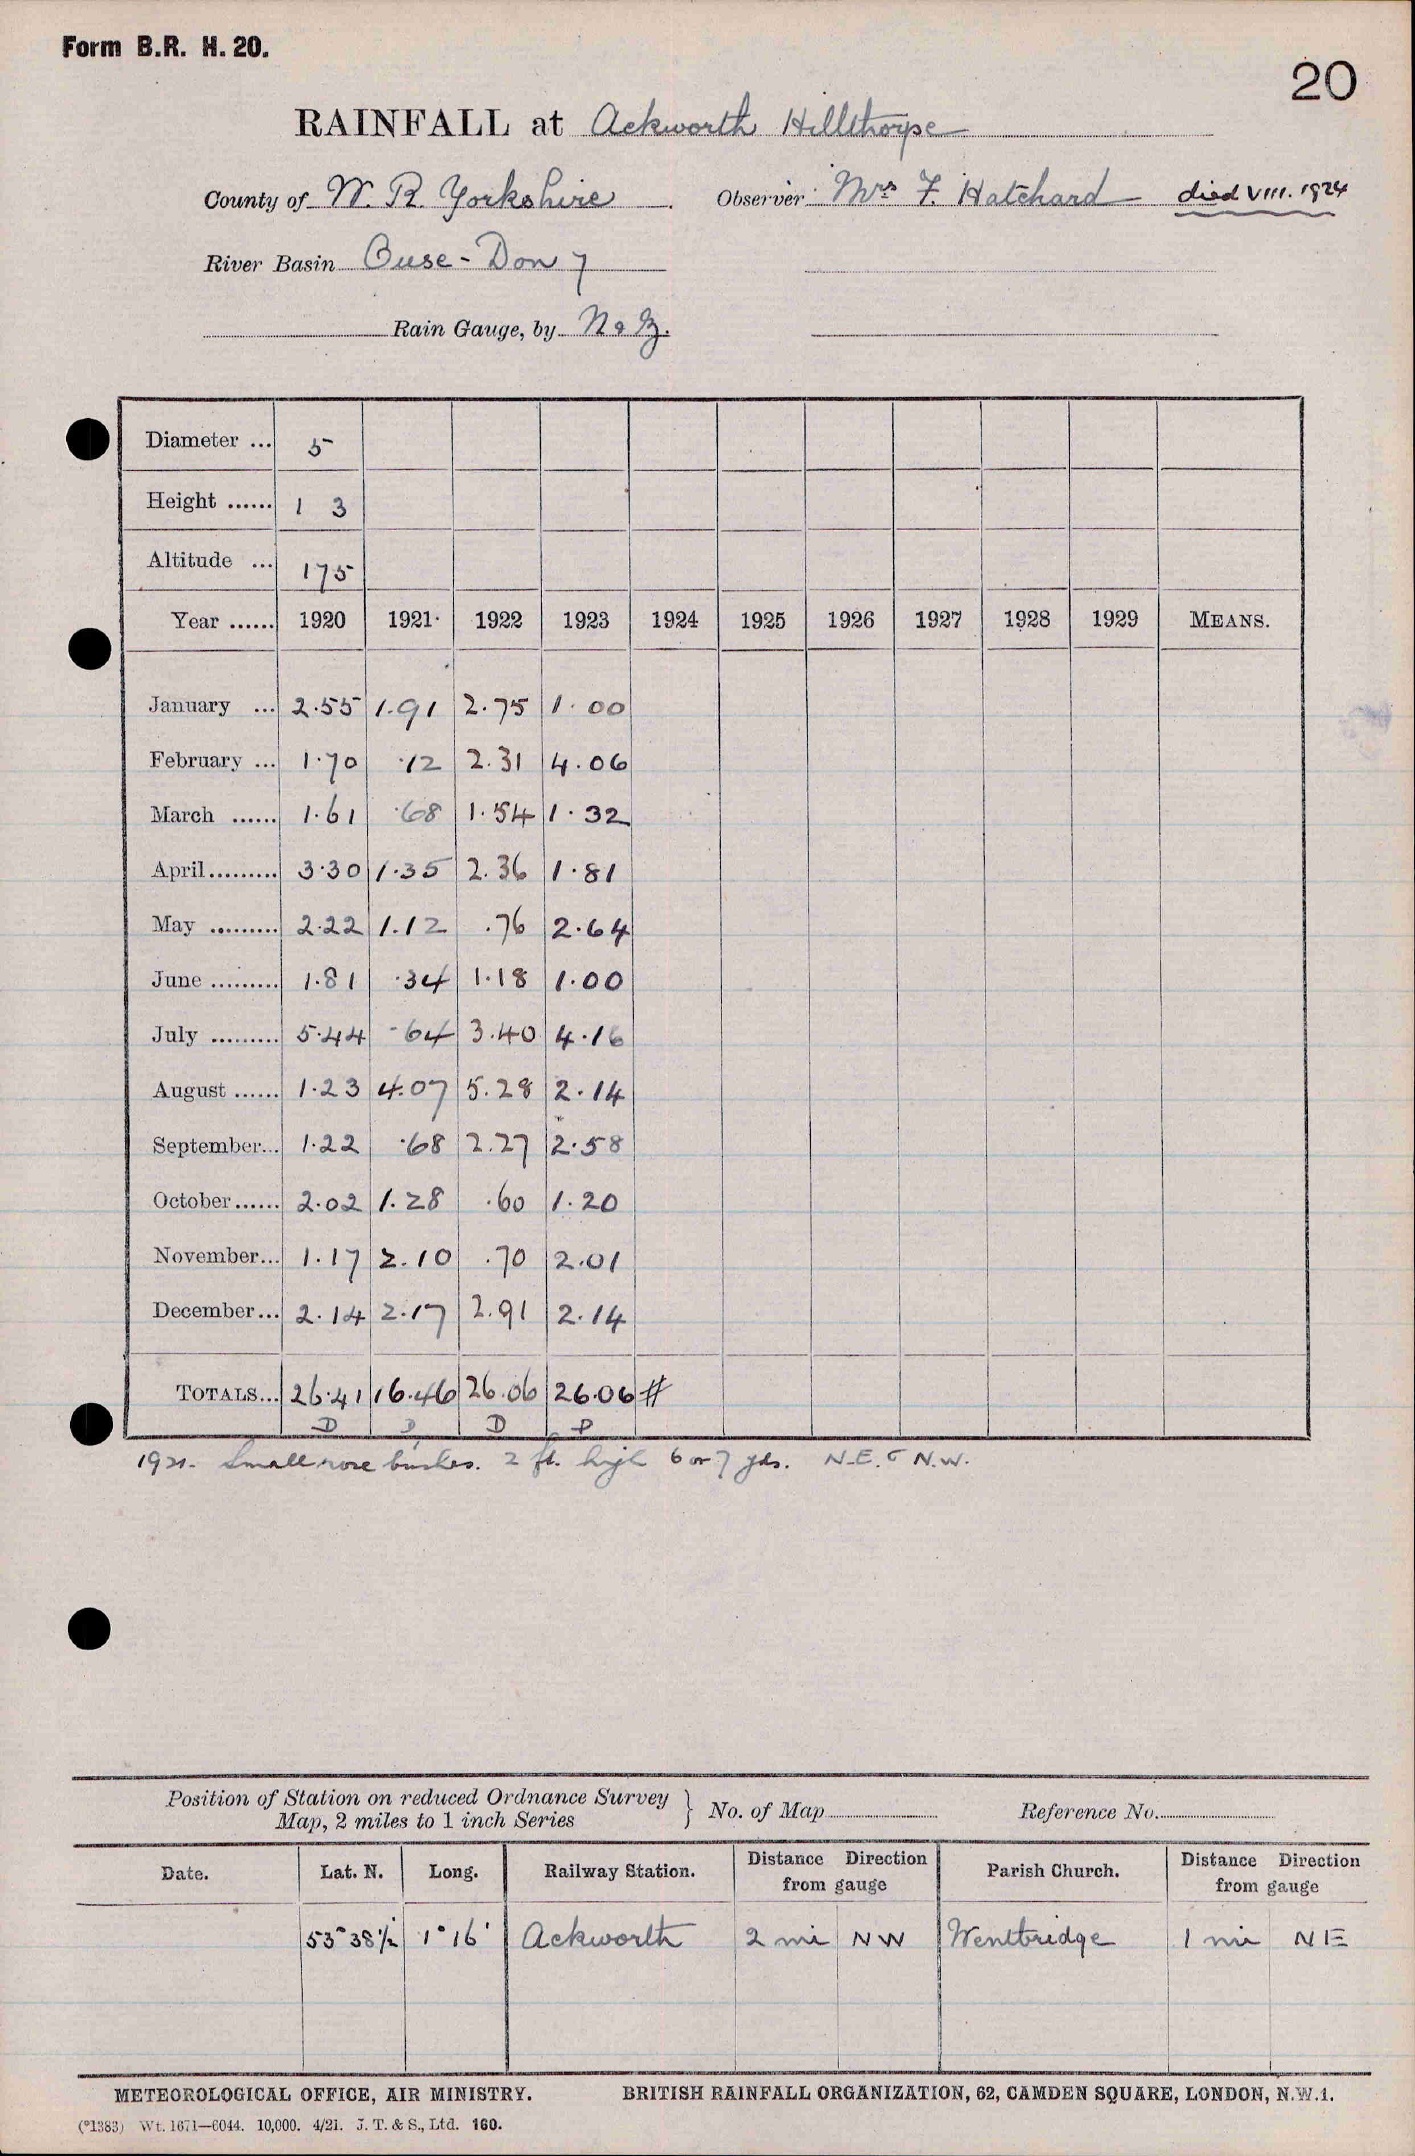 Form B.R. H. 20.
20
RAINFALL at Ackworth Hillthorpe
County of W. R. Yorkshire Observer Mrs F. Hatchard died VIII. 1924
River Basin Ouse - Don 7
Rain Gauge, by N & Z.
Diameter ... 5
Height ...... 1 3
Altitude ... 175
Year ...... 1920 1921 1922 1923 1924 1925 1926 1927 1928 1929 MEANS.
January ... 2.55 1.91 2.75 1.00
February ... 1.70 .12 2.31 4.06
March ...... 1.61 .68 1.54 1.32
April......... 3.30 1.35 2.36 1.81
May ......... 2.22 1.12 .76 2.64
June ......... 1.81 .34 1.18 1.00
July ......... 5.44 .64 3.40 4.16
August ...... 1.23 4.07 5.28 2.14
September... 1.22 .68 2.27 2.58
October...... 2.02 1.28 .60 1.20
November... 1.17 2.10 .70 2.01
December... 2.14 2.17 2.91 2.14
TOTALS... 26.41 16.46 26.06 26.06 #
D D D P
1921. Small rose bushes. 2 ft. high 6 or 7 yds. N.E. & N.W.
Position of Station on reduced Ordnance Survey
Map, 2 miles to 1 inch Series } No. of Map Reference No.
Date. Lat. N. Long. Railway Station. Distance Direction from gauge Parish Church. Distance Direction from gauge
53° 38½' 1° 16' Ackworth 2 mi NW Wentbridge 1 mi NE
METEOROLOGICAL OFFICE, AIR MINISTRY. BRITISH RAINFALL ORGANIZATION, 62, CAMDEN SQUARE, LONDON, N.W.1.
(*1383) Wt. 1671—6044. 10,000. 4/21. J. T. & S., Ltd. 160.